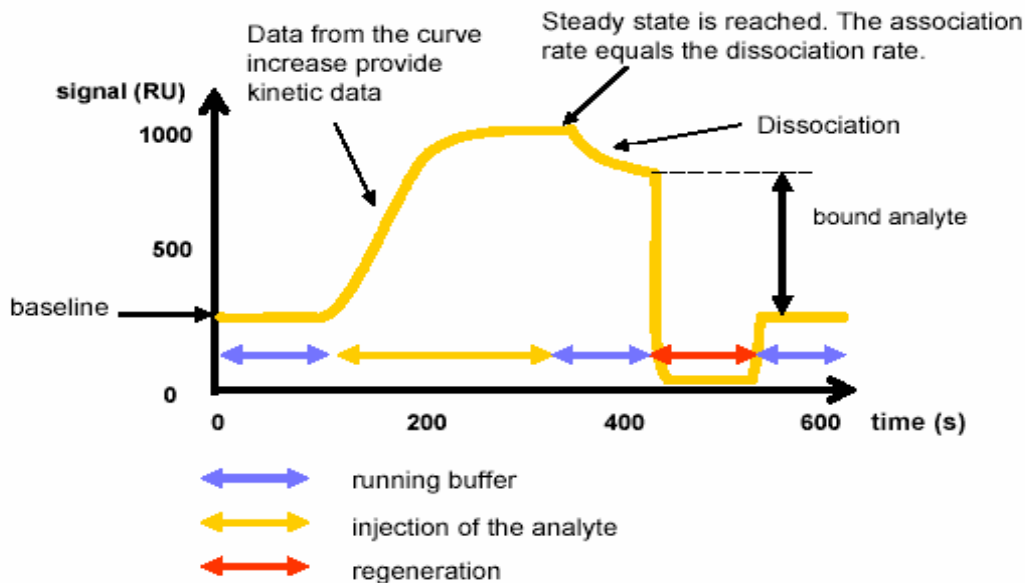 Steady state is reached. The association
rate equals the dissociation rate.
Data from the curve
increase provide
kinetic data
signal (RU)
1000
Dissociation
bound analyte
500
baseline
0
0
200
400
600
time (s)
running buffer
injection of the analyte
regeneration